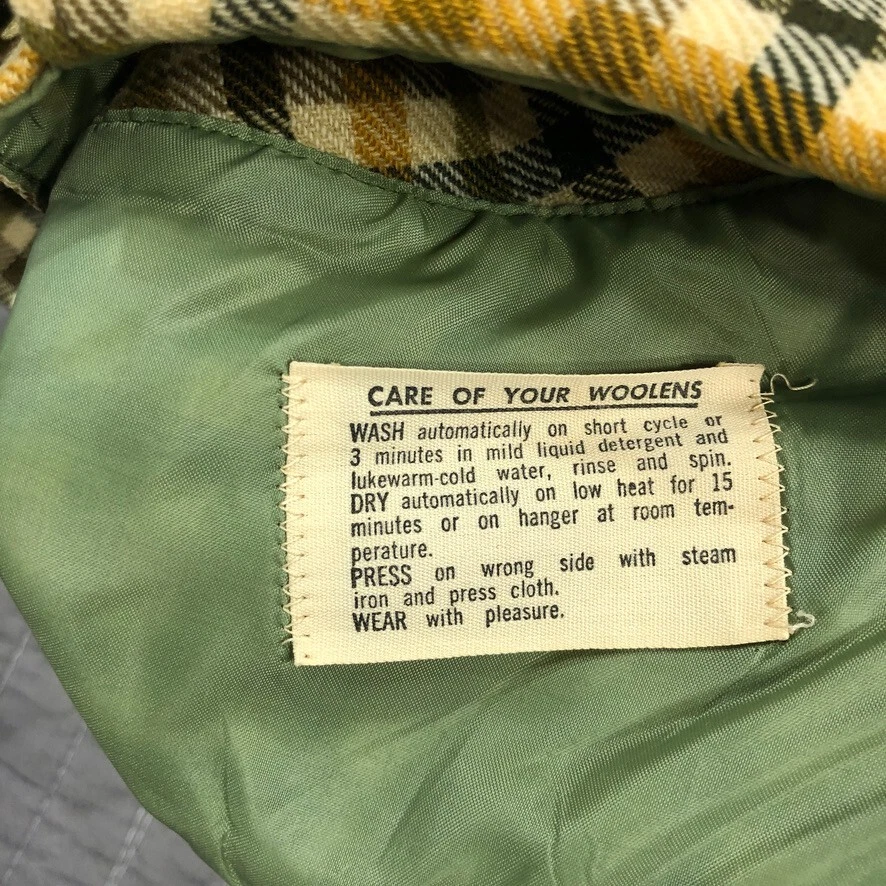 CARE OF YOUR WOOLENS
WASH automatically on short cycle or
3 minutes in mild liquid detergent and
lukewarm-cold water, rinse and spin.
DRY automatically on low heat for 15
minutes or on hanger at room tem-
perature.
PRESS on wrong side with steam
iron and press cloth.
WEAR with pleasure.